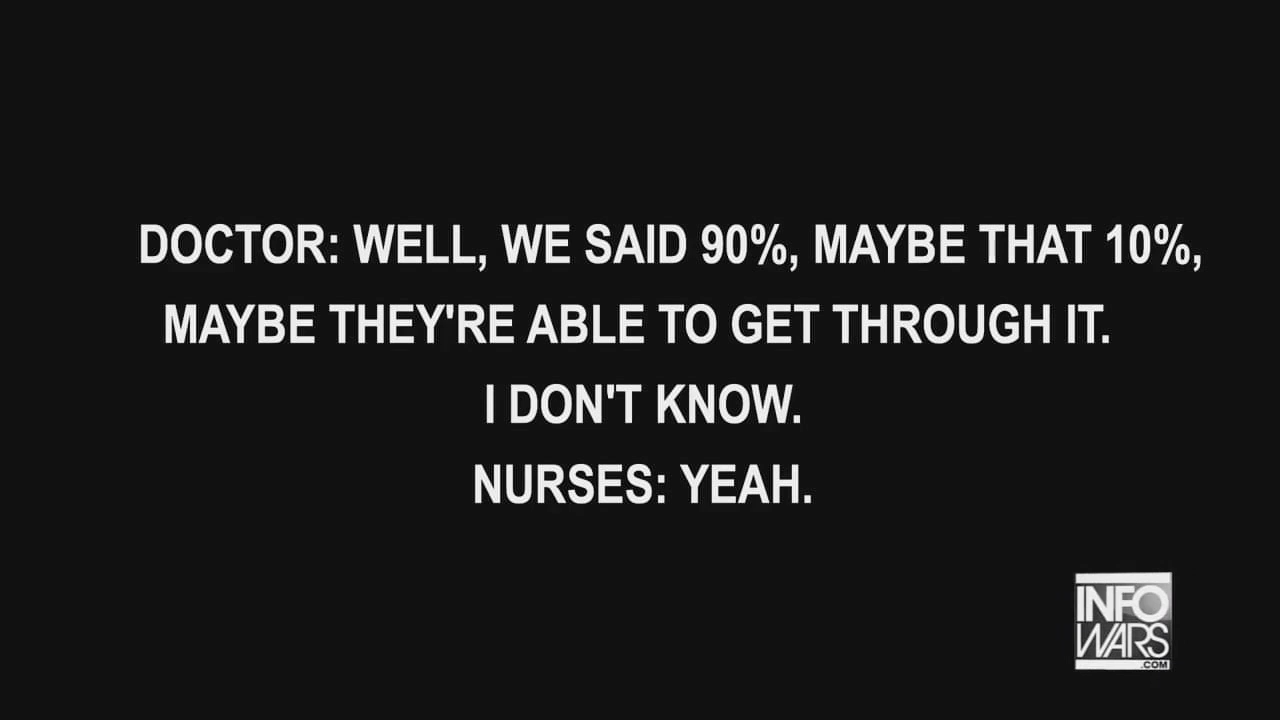 DOCTOR: WELL, WE SAID 90%, MAYBE THAT 10%,
MAYBE THEY'RE ABLE TO GET THROUGH IT.
I DON'T KNOW.
NURSES: YEAH.
INFO
WARS
.COM